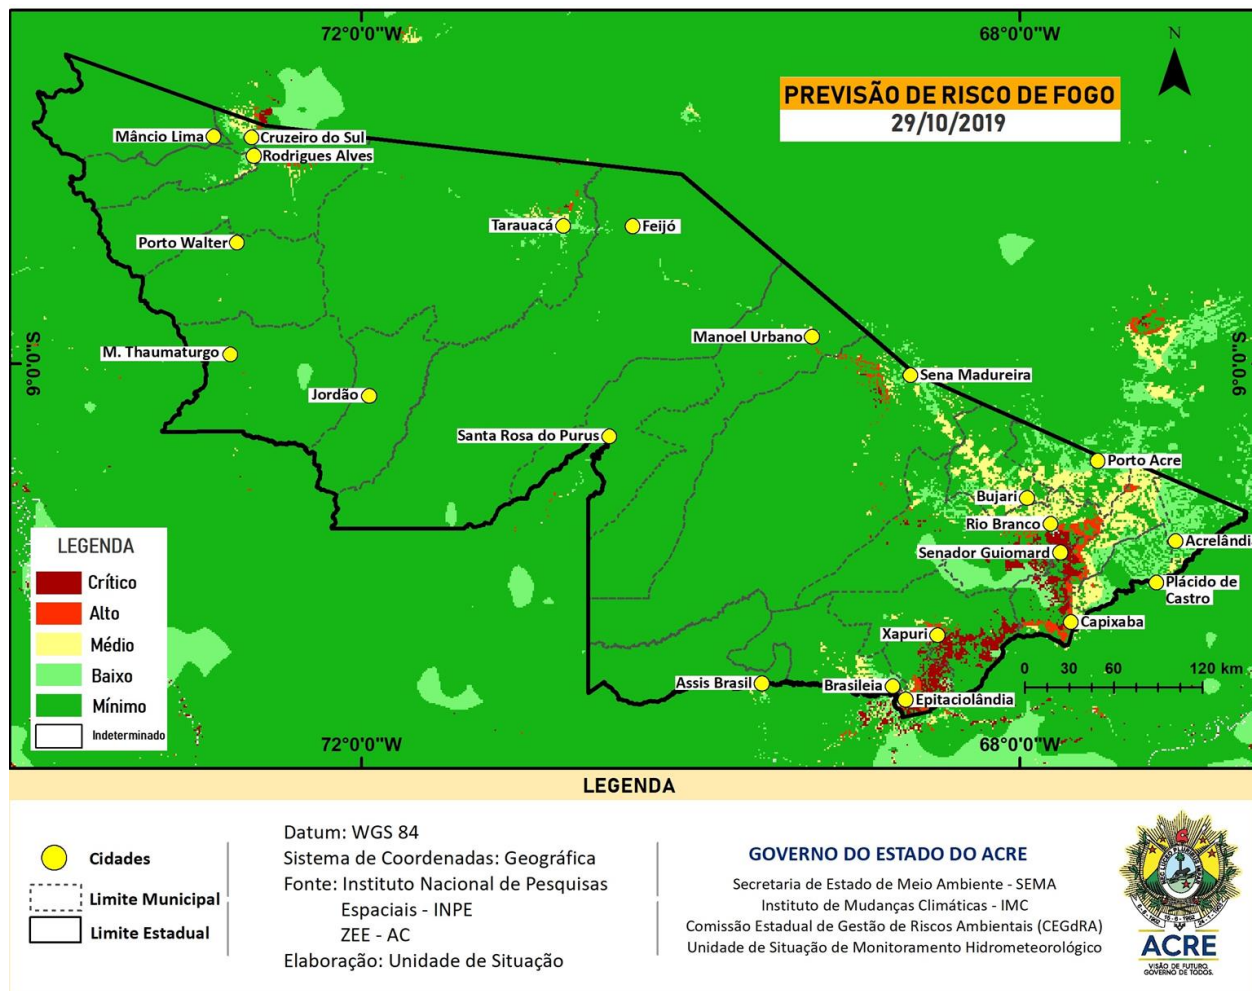 72°0'0"W
68°0'0"W
N
PREVISÃO DE RISCO DE FOGO
29/10/2019
Mâncio Lima
Cruzeiro do Sul
Rodrigues Alves
Tarauacá
Feijó
Porto Walter
Manoel Urbano
M. Thaumaturgo
9°0'0"S
9°0'0"S
Sena Madureira
Jordão
Santa Rosa do Purus
Porto Acre
Bujari
Rio Branco
Acrelândia
Senador Guiomard
Plácido de
Castro
Capixaba
Xapuri
0 30 60 120 km
Assis Brasil
Brasileia
Epitaciolândia
72°0'0"W
68°0'0"W
LEGENDA
Crítico
Alto
Médio
Baixo
Mínimo
Indeterminado
LEGENDA
Cidades
Limite Municipal
Limite Estadual
Datum: WGS 84
Sistema de Coordenadas: Geográfica
Fonte: Instituto Nacional de Pesquisas
Espaciais - INPE
ZEE - AC
Elaboração: Unidade de Situação
GOVERNO DO ESTADO DO ACRE
Secretaria de Estado de Meio Ambiente - SEMA
Instituto de Mudanças Climáticas - IMC
Comissão Estadual de Gestão de Riscos Ambientais (CEGdRA)
Unidade de Situação de Monitoramento Hidrometeorológico
ACRE
VISÃO DE FUTURO.
GOVERNO DE TODOS.